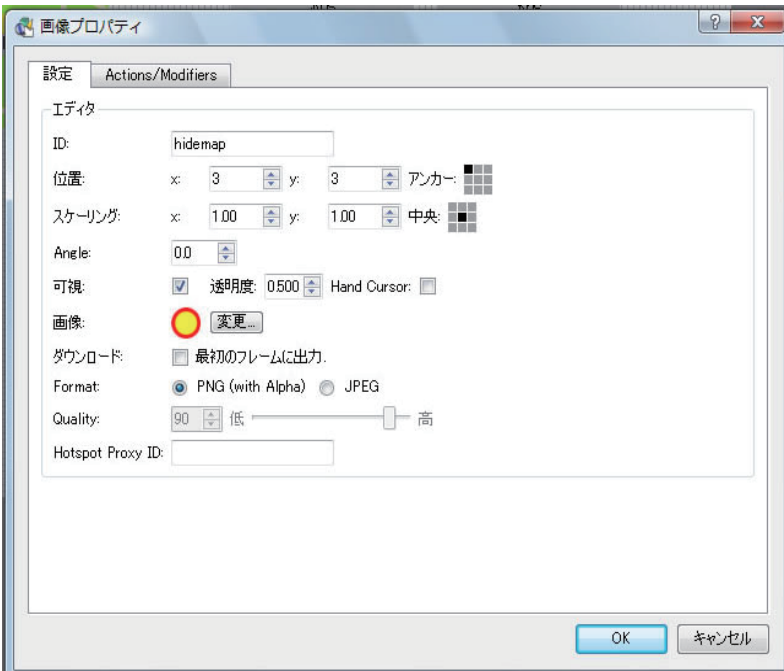 画像プロパティ
設定 Actions/Modifiers
エディタ
ID: hidemap
位置: x: 3 y: 3 アンカー:
スケーリング: x: 1.00 y: 1.00 中央:
Angle: 0.0
可視: 透明度: 0.500 Hand Cursor:
画像: 変更...
ダウンロード: 最初のフレームに出力.
Format: PNG (with Alpha) JPEG
Quality: 90 低 高
Hotspot Proxy ID:
OK キャンセル